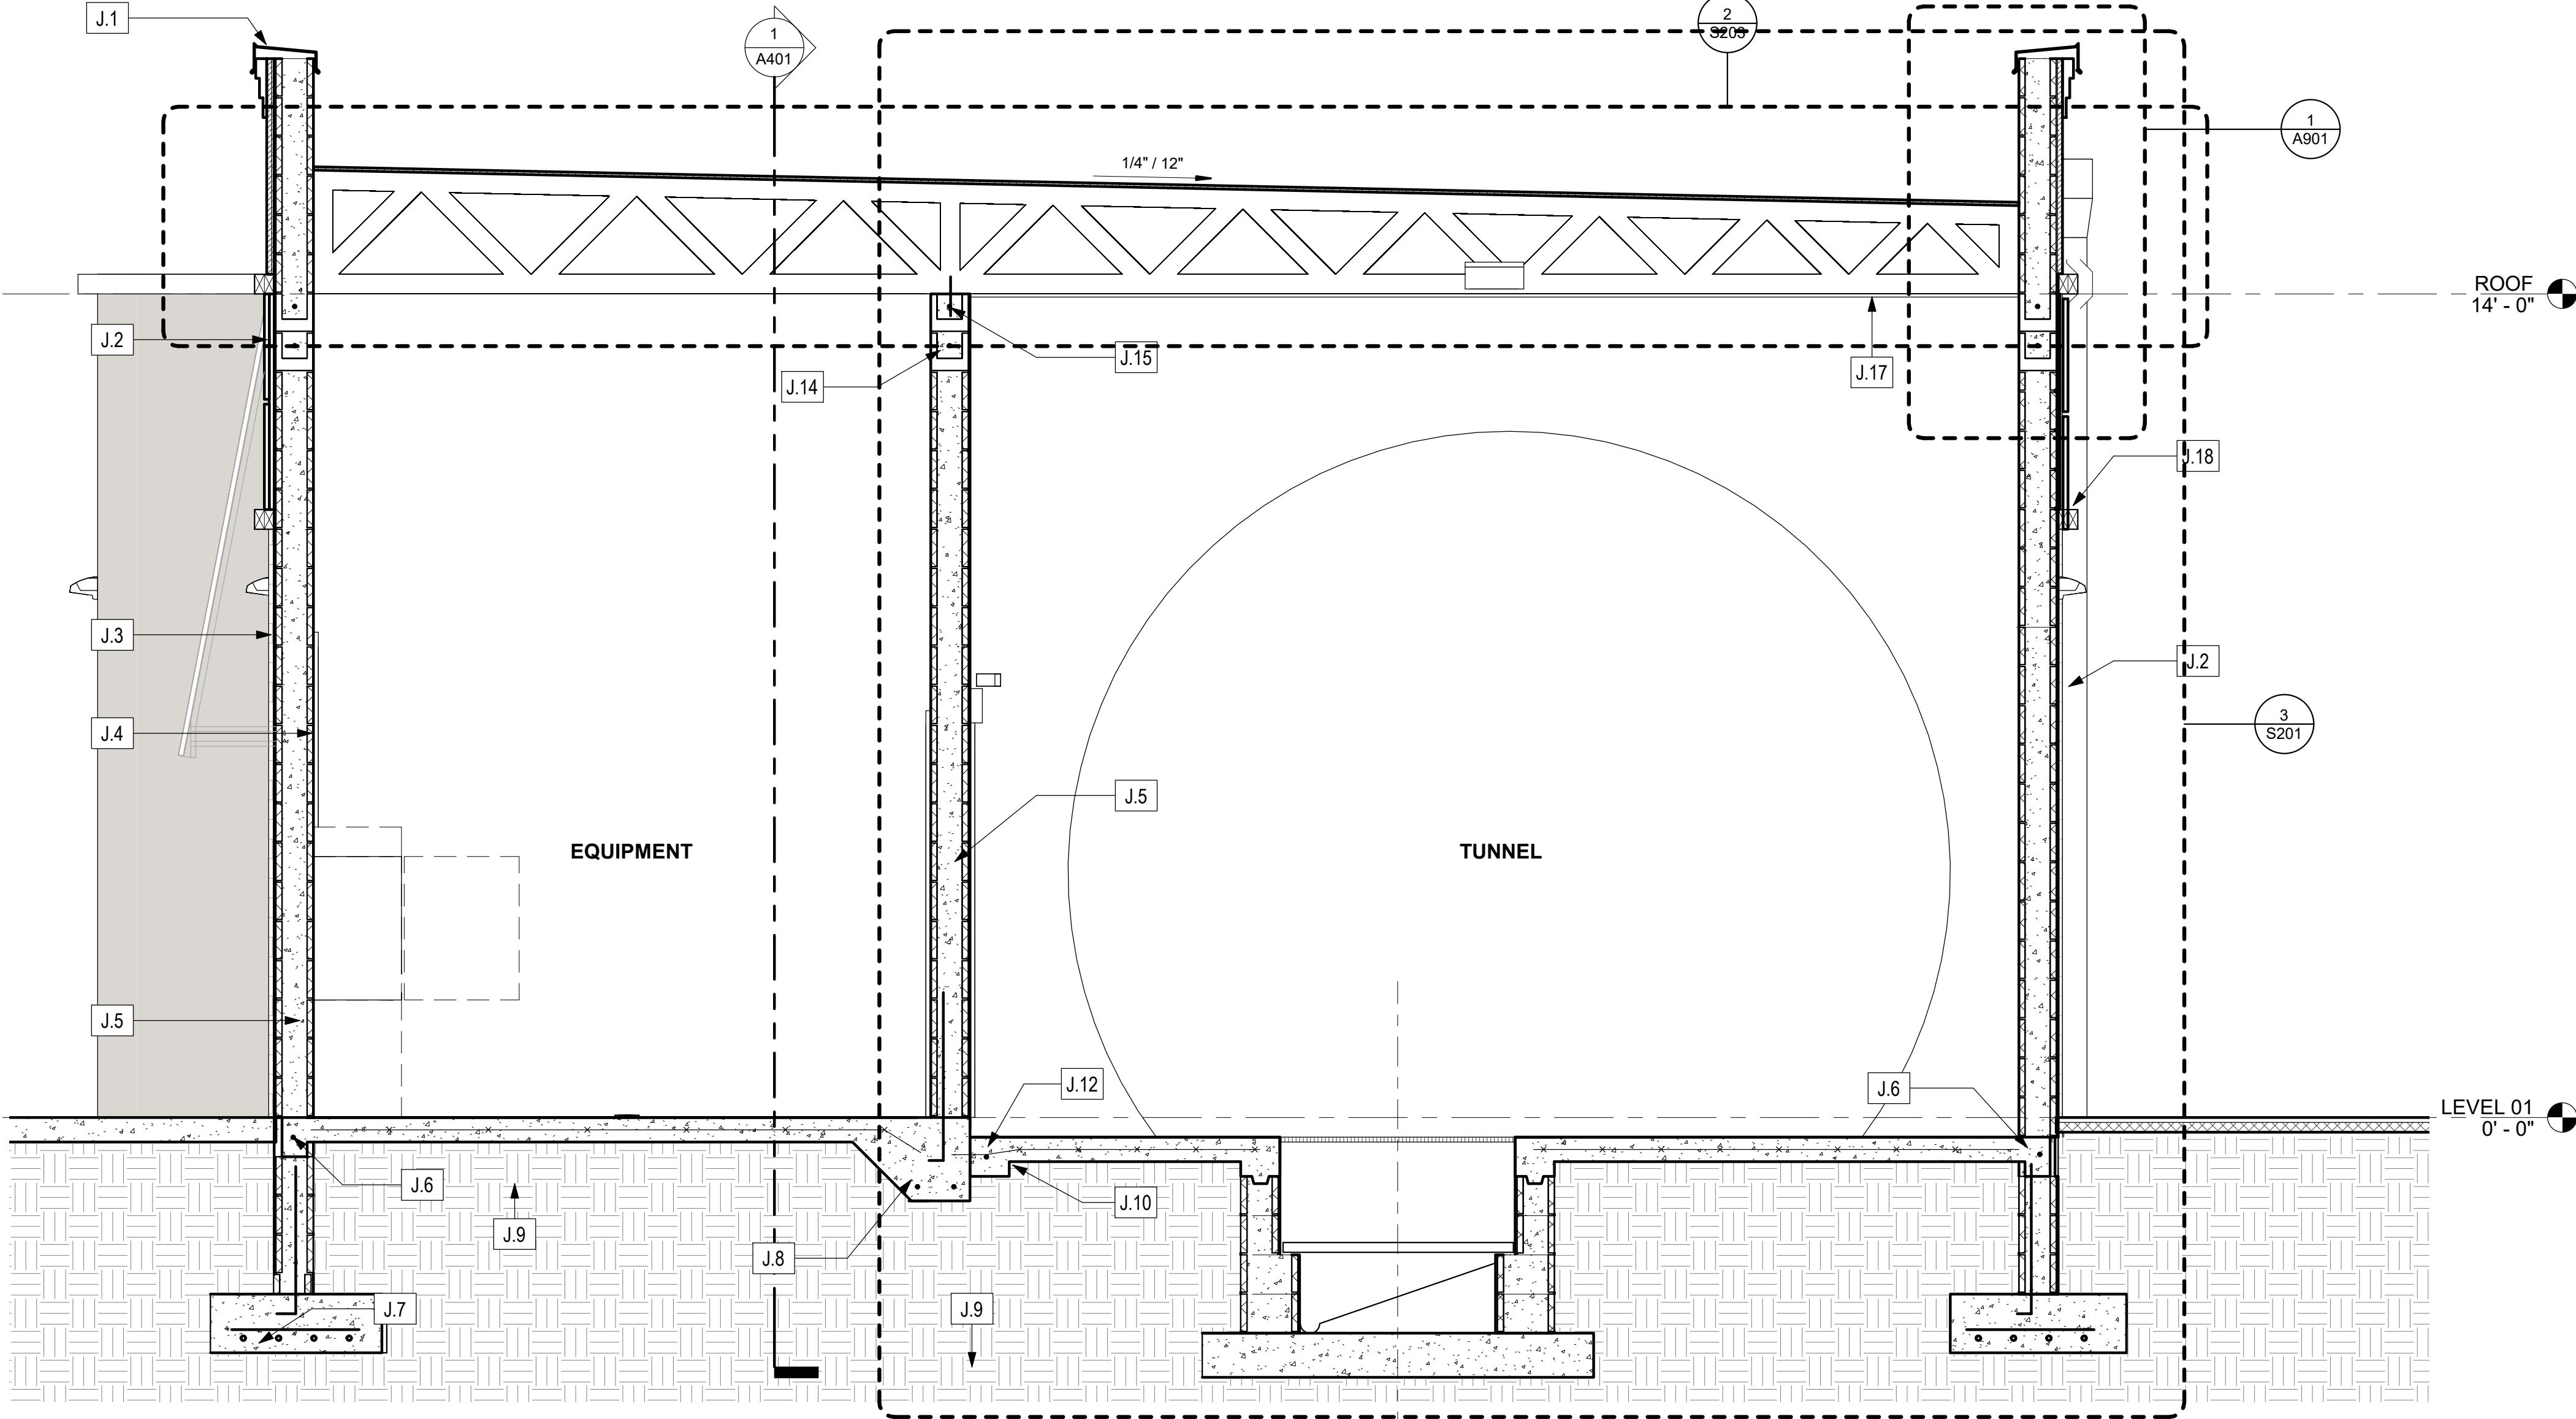 J.1
1
A401
2
S203
1
A901
1/4" / 12"
ROOF
14' - 0"
J.2
J.15
J.14
J.17
J.18
J.3
J.2
J.4
3
S201
J.5
EQUIPMENT
TUNNEL
J.5
J.12
J.6
LEVEL 01
0' - 0"
J.6
J.10
J.9
J.8
J.7
J.9